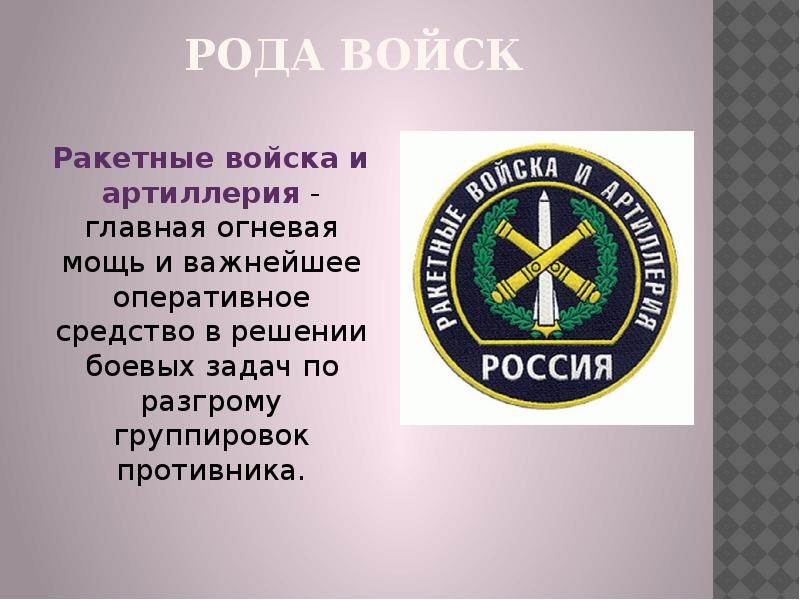 РОДА ВОЙСК
Ракетные войска и
артиллерия -
главная огневая
мощь и важнейшее
оперативное
средство в решении
боевых задач по
разгрому
группировок
противника.
РАКЕТНЫЕ ВОЙСКА И АРТИЛЛЕРИЯ
РОССИЯ